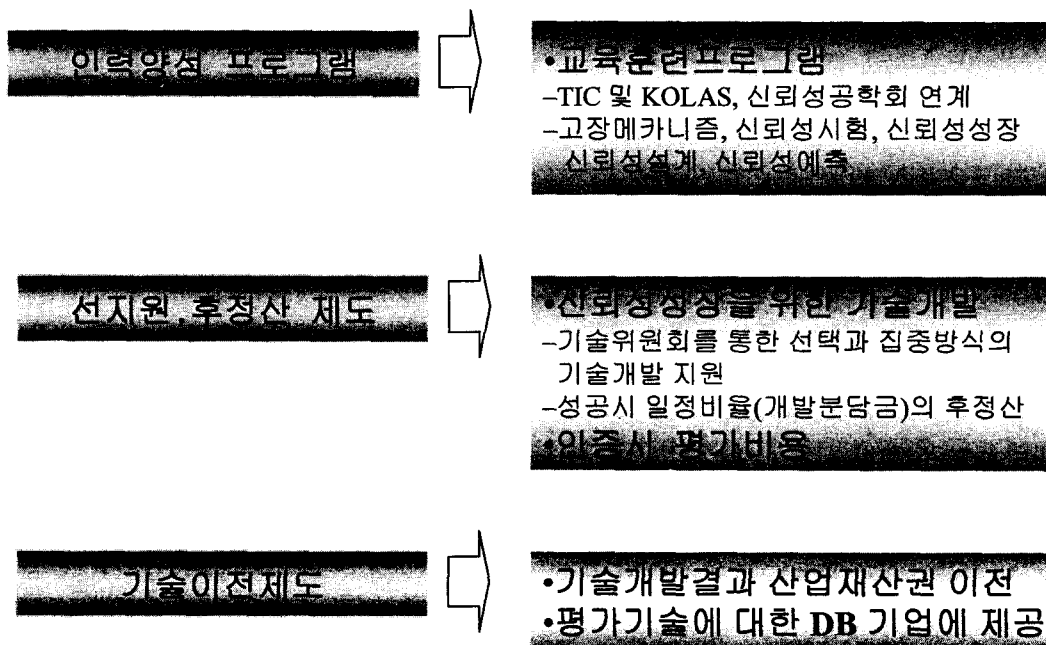 인력양성 프로그램
•교육훈련프로그램
–TIC 및 KOLAS, 신뢰성공학회 연계
–고장메카니즘, 신뢰성시험, 신뢰성성장
신뢰성설계, 신뢰성예측
선지원.후정산 제도
•신뢰성성장을 위한 기술개발
–기술위원회를 통한 선택과 집중방식의
기술개발 지원
–성공시 일정비율(개발분담금)의 후정산
•인증시 평가비용
기술이전제도
•기술개발결과 산업재산권 이전
•평가기술에 대한 DB 기업에 제공